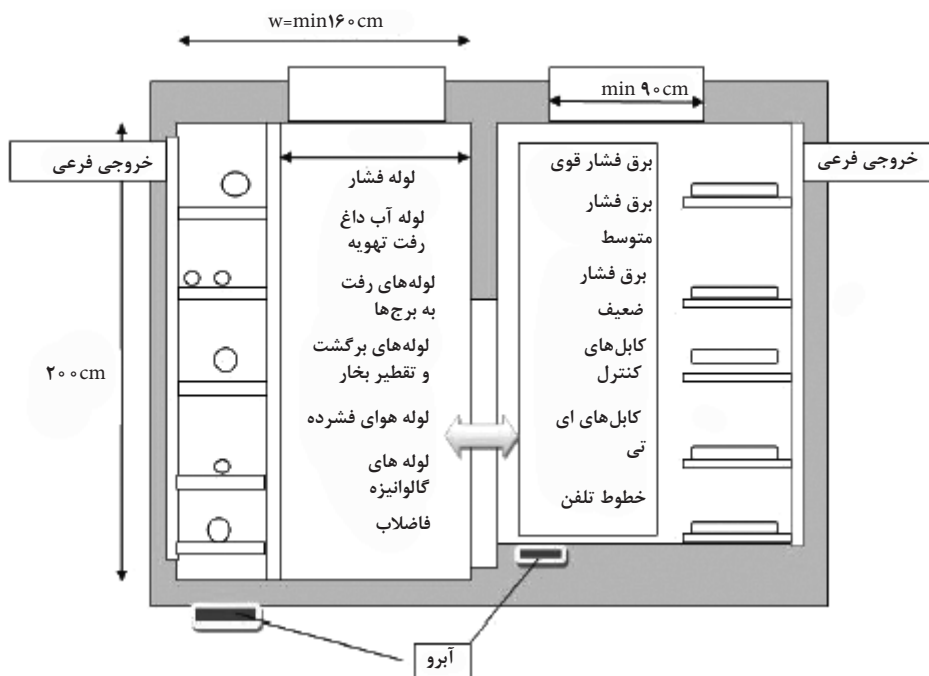 w=min۱۶۰cm
min ۹۰cm
خروجی فرعی
خروجی فرعی
برق فشار قوی
برق فشار
متوسط
برق فشار
ضعیف
کابل‌های
کنترل
کابل‌های ای
تی
خطوط تلفن
لوله فشار
لوله آب داغ
رفت تهویه
لوله‌های رفت
به برج‌ها
لوله‌های برگشت
و تقطیر بخار
لوله هوای فشرده
لوله های
گالوانیزه
فاضلاب
۲۰۰cm
آبرو